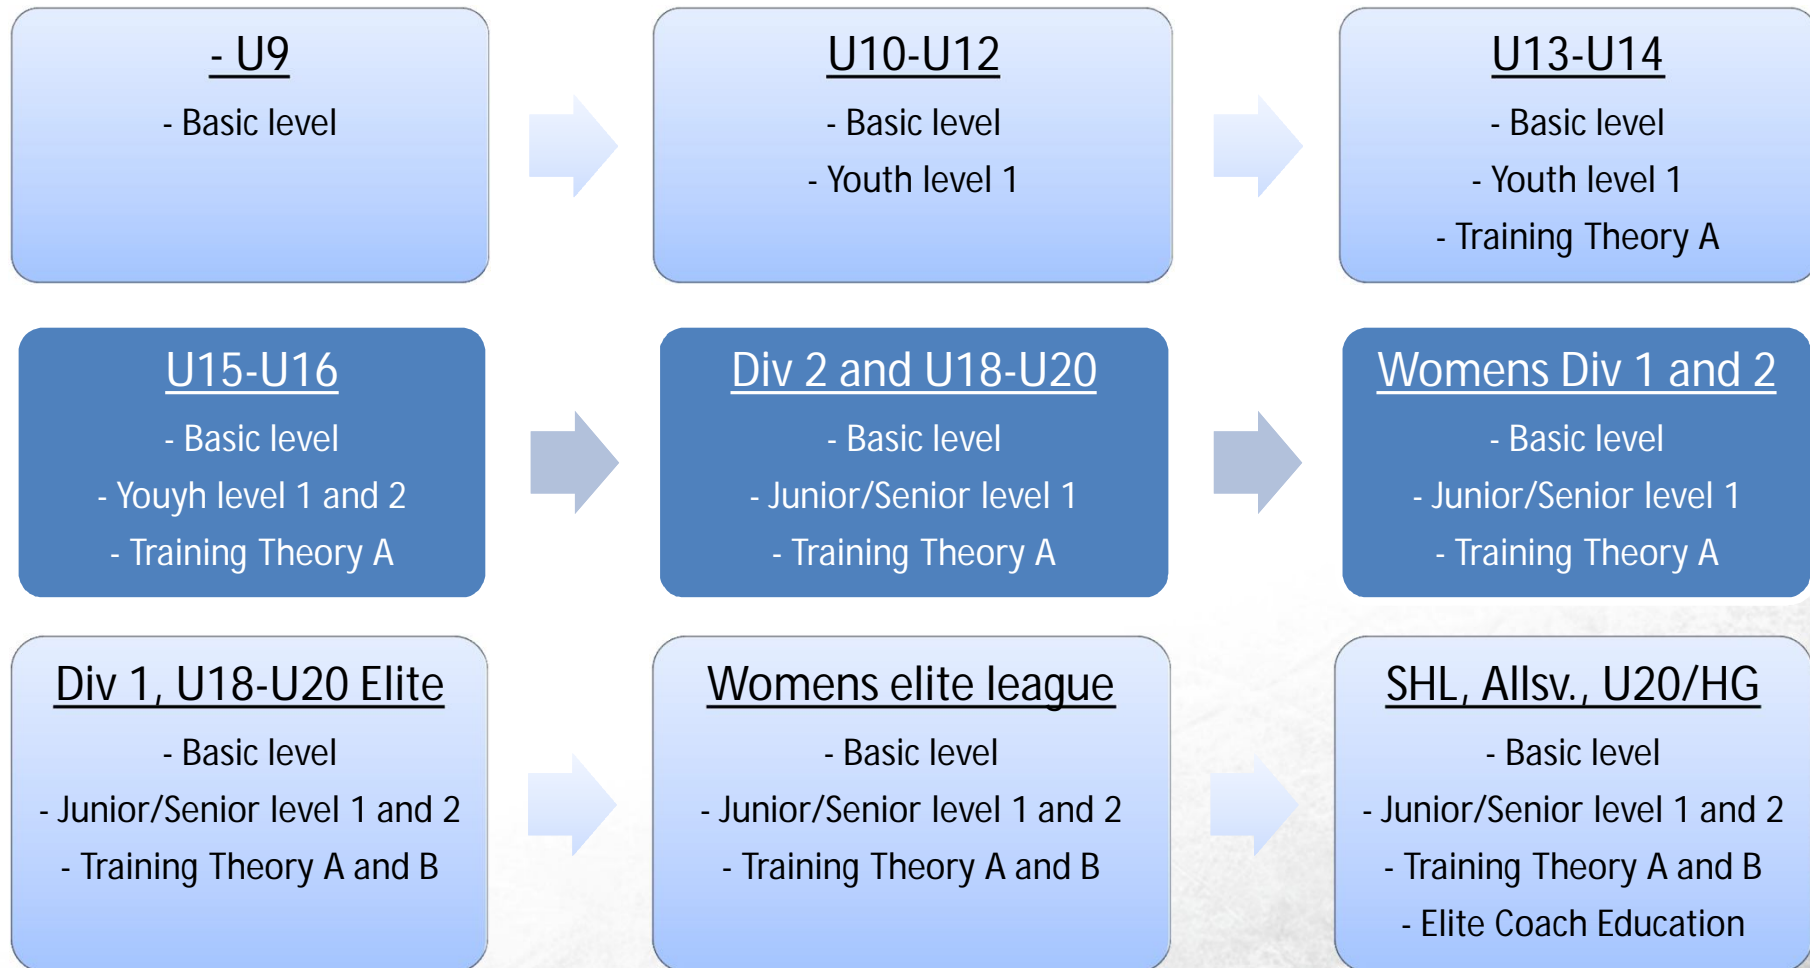 - U9
- Basic level
U10-U12
- Basic level
- Youth level 1
U13-U14
- Basic level
- Youth level 1
- Training Theory A
U15-U16
- Basic level
- Youyh level 1 and 2
- Training Theory A
Div 2 and U18-U20
- Basic level
- Junior/Senior level 1
- Training Theory A
Womens Div 1 and 2
- Basic level
- Junior/Senior level 1
- Training Theory A
Div 1, U18-U20 Elite
- Basic level
- Junior/Senior level 1 and 2
- Training Theory A and B
Womens elite league
- Basic level
- Junior/Senior level 1 and 2
- Training Theory A and B
SHL, Allsv., U20/HG
- Basic level
- Junior/Senior level 1 and 2
- Training Theory A and B
- Elite Coach Education